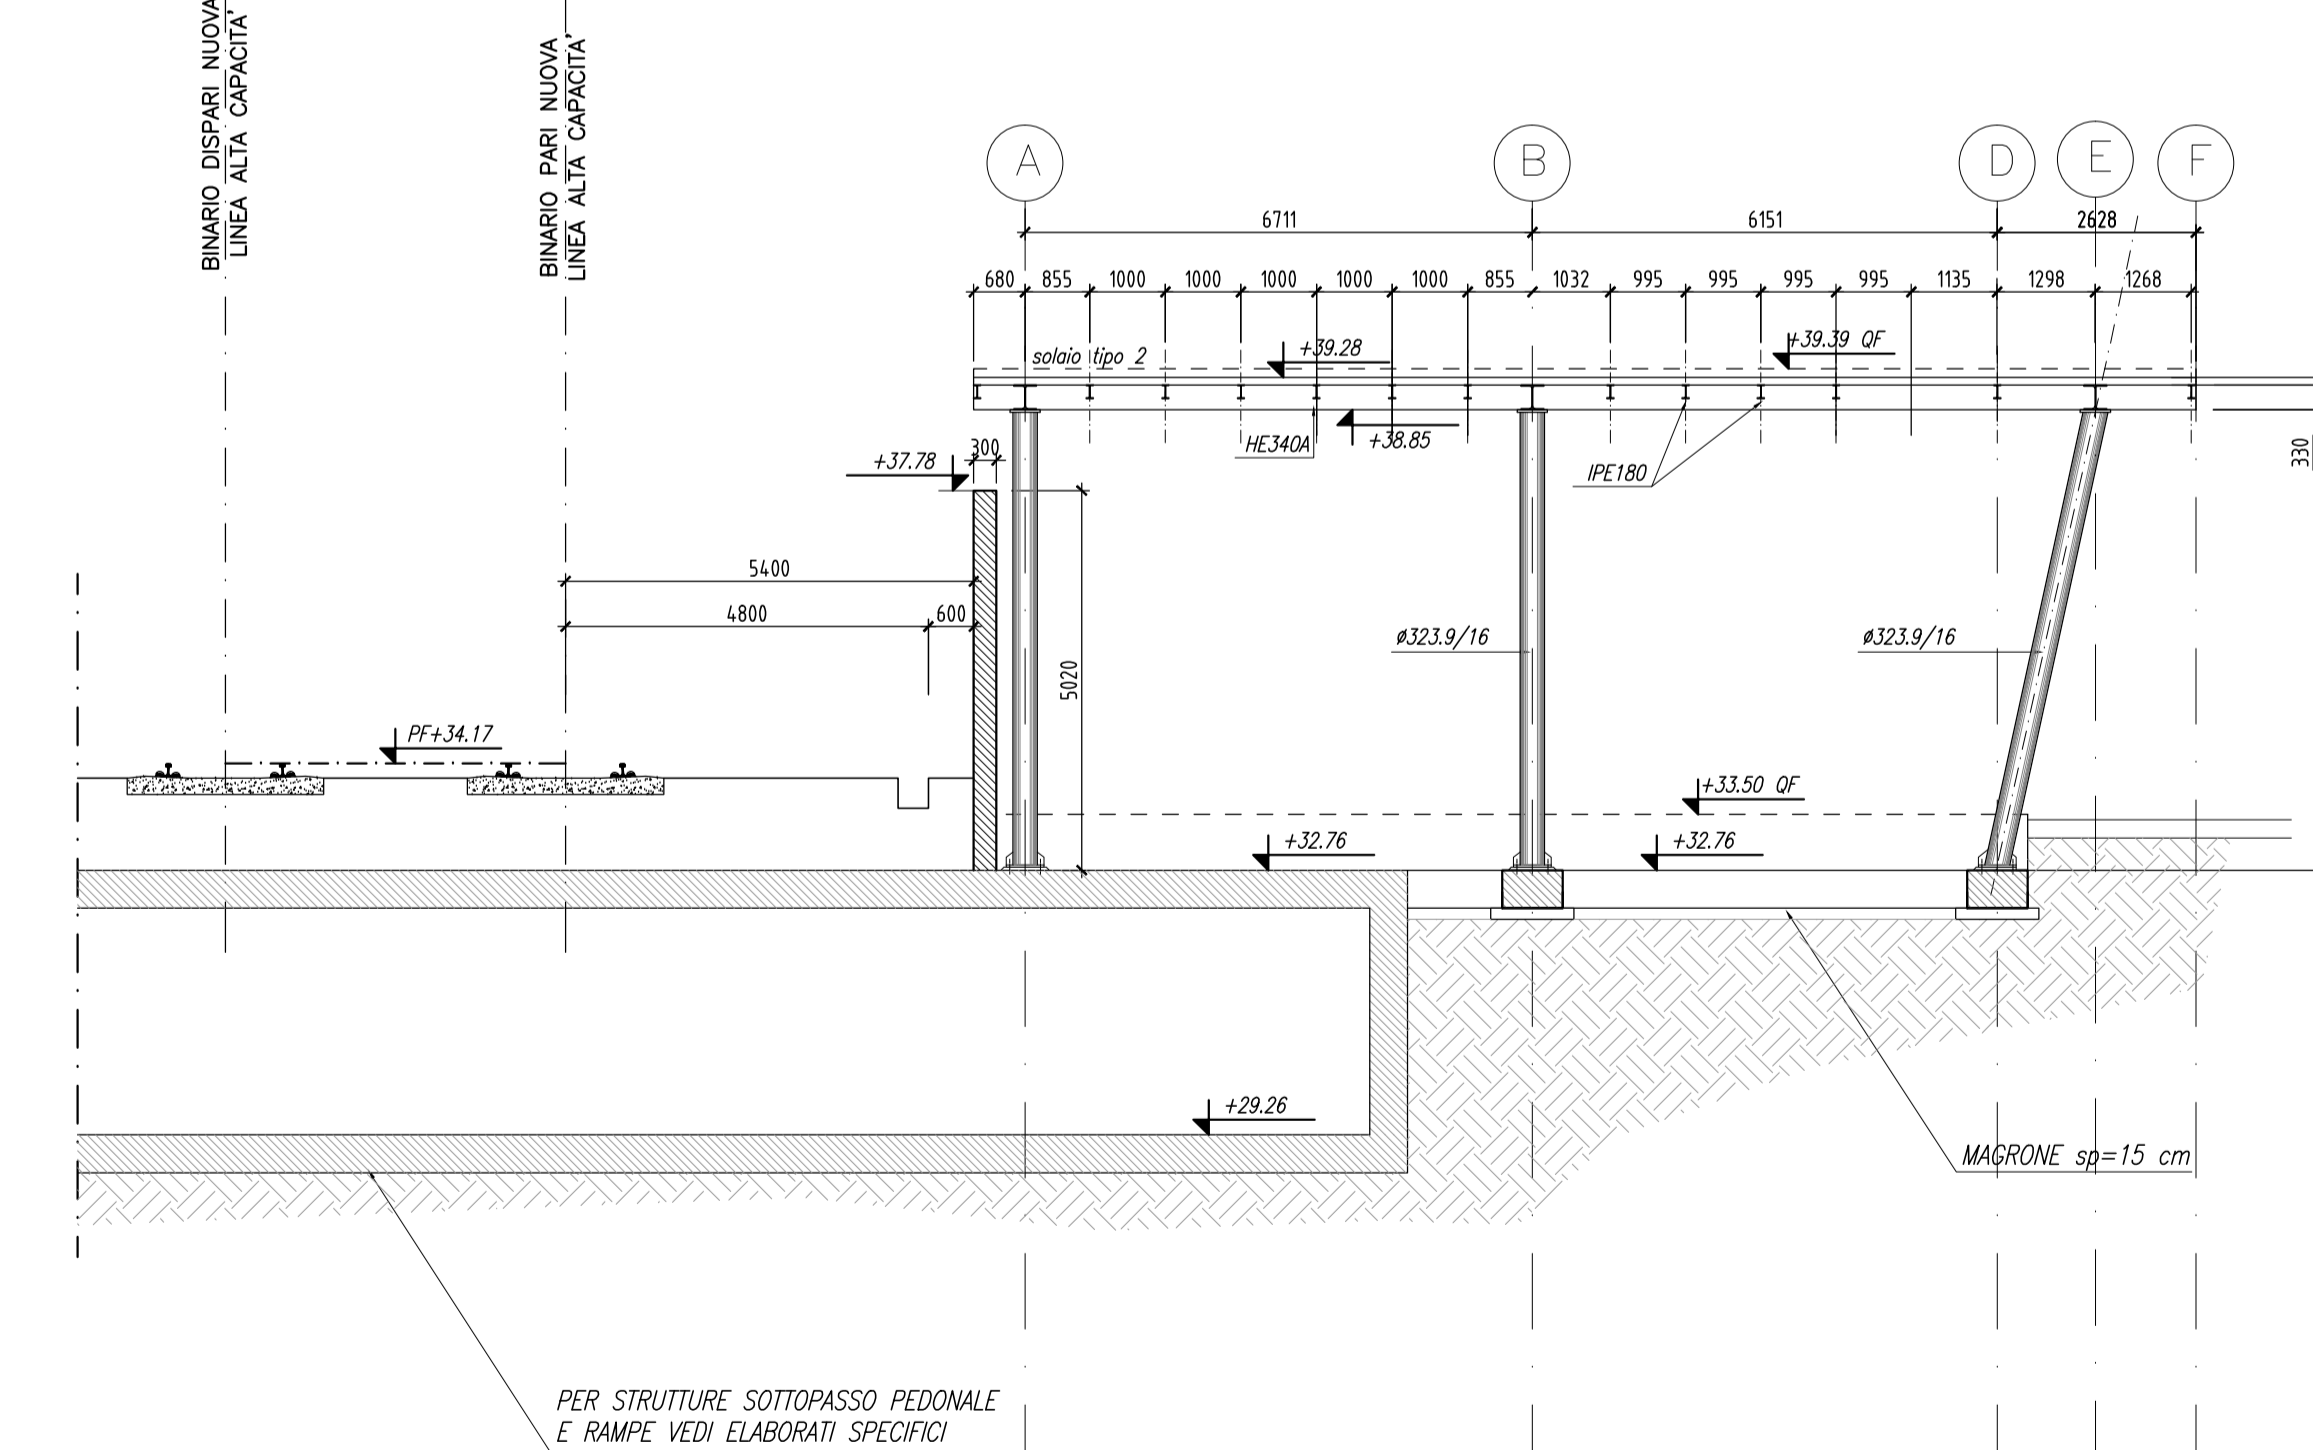 BINARIO DISPARI NUOVA
LINEA ALTA CAPACITA'
BINARIO PARI NUOVA
LINEA ALTA CAPACITA'
A
B
D
E
F
6711
6151
2628
680
855
1000
1000
1000
1000
1000
855
1032
995
995
995
995
1135
1298
1268
solaio tipo 2
+39.28
+39.39 QF
HE340A
+38.85
IPE180
330
+37.78
300
5400
4800
600
5020
ø323.9/16
ø323.9/16
PF+34.17
+33.50 QF
+32.76
+32.76
+29.26
MAGRONE sp=15 cm
PER STRUTTURE SOTTOPASSO PEDONALE
E RAMPE VEDI ELABORATI SPECIFICI